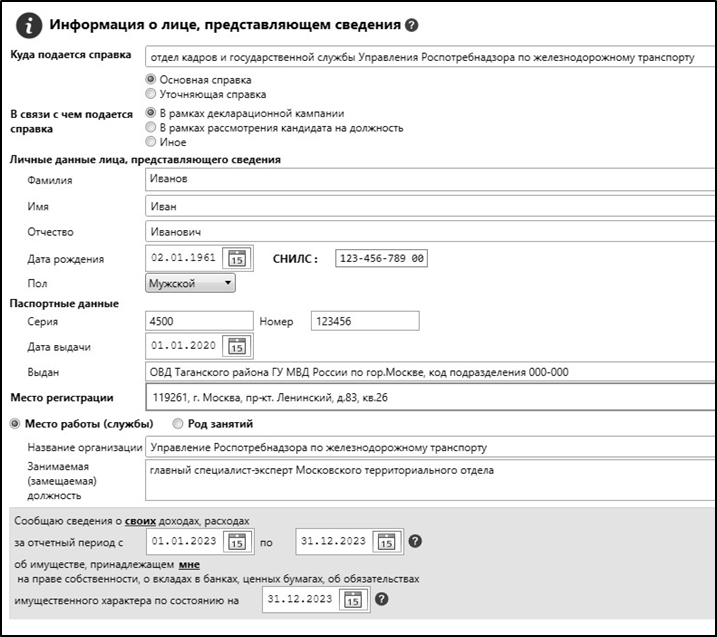 Информация о лице, представляющем сведения ?
Куда подается справка отдел кадров и государственной службы Управления Роспотребнадзора по железнодорожному транспорту
Основная справка
Уточняющая справка
В связи с чем подается справка
В рамках декларационной кампании
В рамках рассмотрения кандидата на должность
Иное
Личные данные лица, представляющего сведения
Фамилия Иванов
Имя Иван
Отчество Иванович
Дата рождения 02.01.1961 15 СНИЛС : 123-456-789 00
Пол Мужской
Паспортные данные
Серия 4500 Номер 123456
Дата выдачи 01.01.2020 15
Выдан ОВД Таганского района ГУ МВД России по гор.Москве, код подразделения 000-000
Место регистрации 119261, г. Москва, пр-кт. Ленинский, д.83, кв.26
Место работы (службы) Род занятий
Название организации Управление Роспотребнадзора по железнодорожному транспорту
Занимаемая (замещаемая) должность
главный специалист-эксперт Московского территориального отдела
Сообщаю сведения о своих доходах, расходах
за отчетный период с 01.01.2023 15 по 31.12.2023 15 ?
об имуществе, принадлежащем мне
на праве собственности, о вкладах в банках, ценных бумагах, об обязательствах
имущественного характера по состоянию на 31.12.2023 15 ?